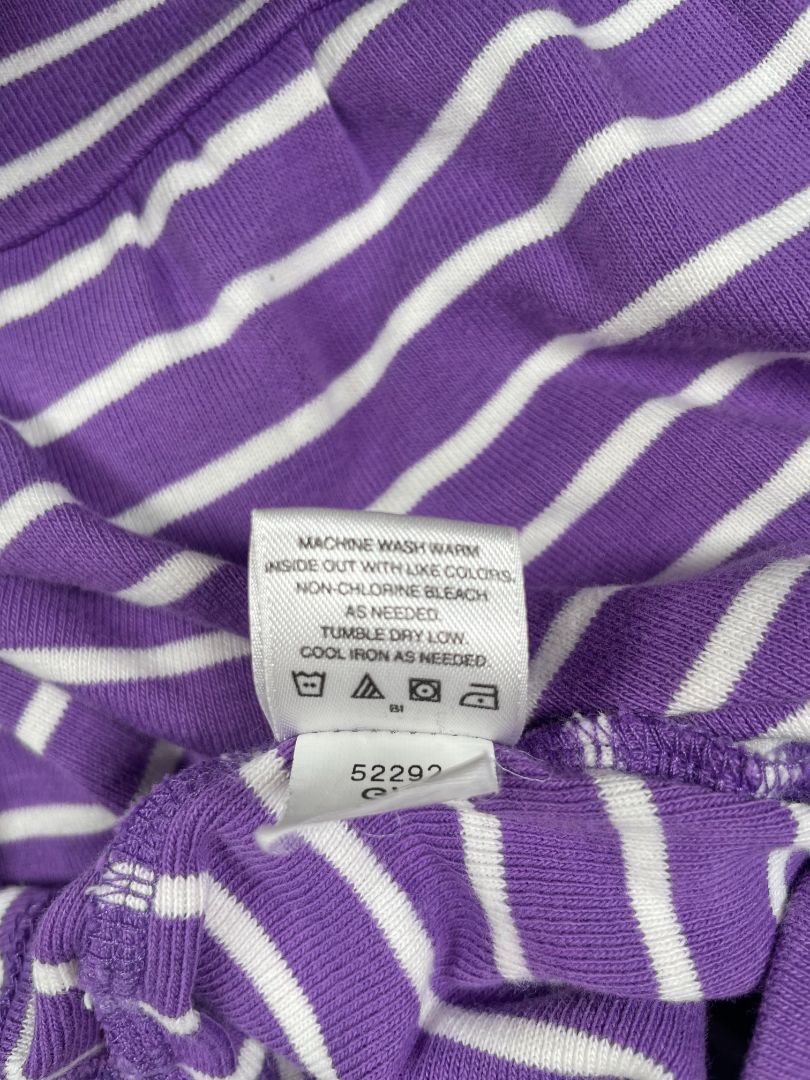 MACHINE WASH WARM
INSIDE OUT WITH LIKE COLORS.
NON-CHLORINE BLEACH
AS NEEDED.
TUMBLE DRY LOW.
COOL IRON AS NEEDED.
BI
52292